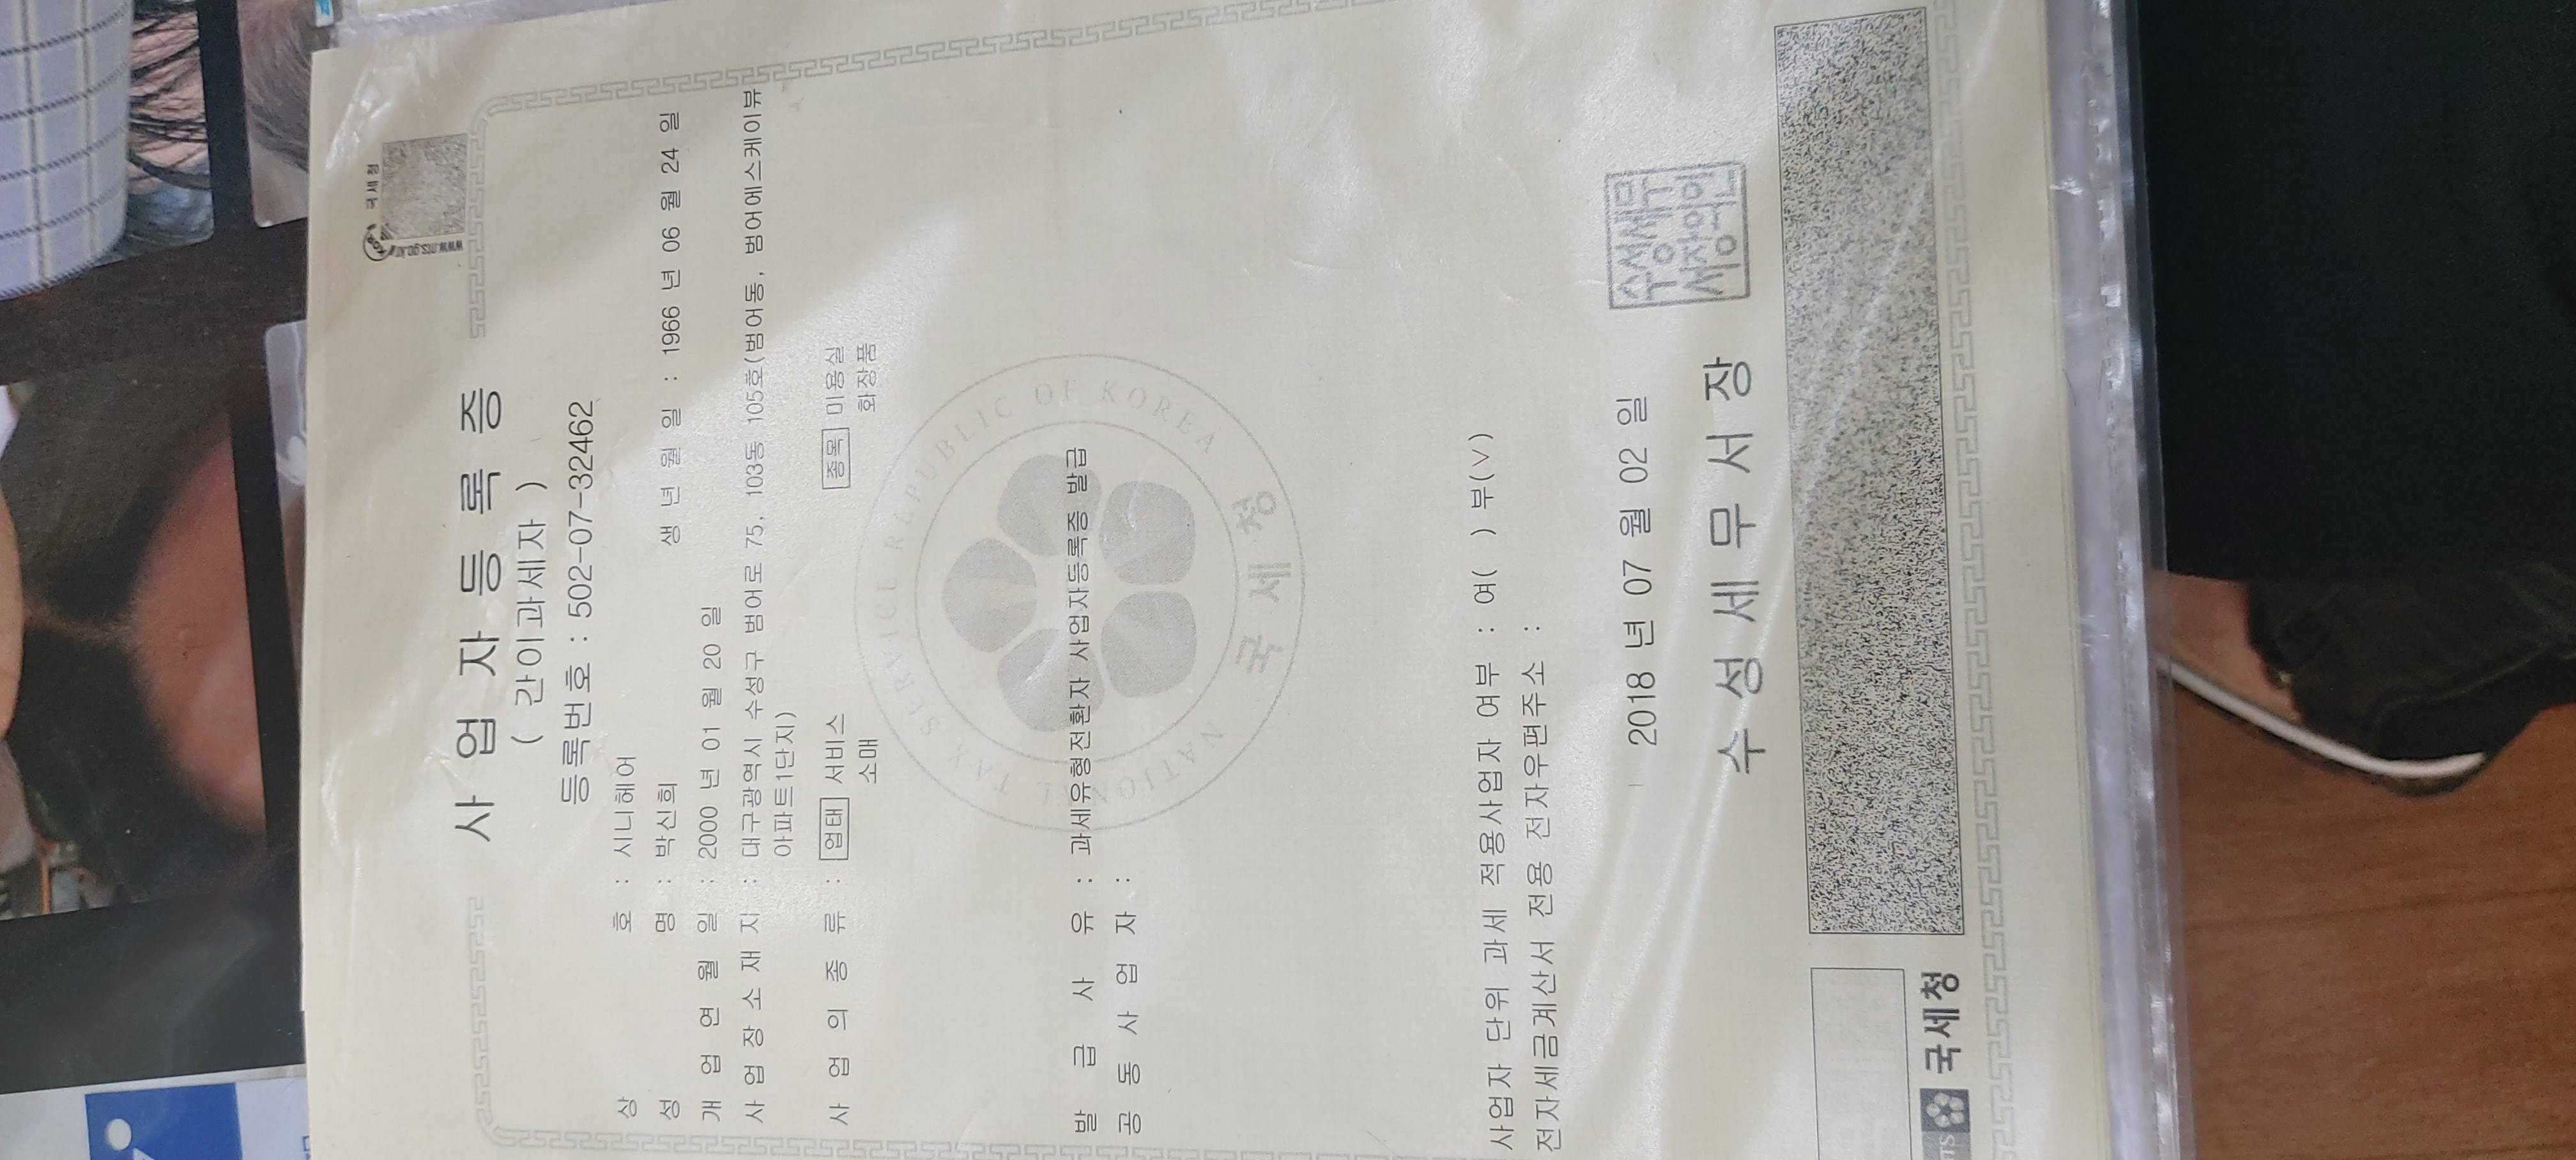 국세청
www.nts.go.kr
사업자등록증
( 간이과세자 )
등록번호 : 502-07-32462
상 호 : 시니헤어
성 명 : 박신희 생 년 월 일 : 1966 년 06 월 24 일
개 업 연 월 일 : 2000 년 01 월 20 일
사 업 장 소 재 지 : 대구광역시 수성구 범어로 75, 103동 105호(범어동, 범어에스케이뷰
아파트1단지)
사 업 의 종 류 : 업태 서비스 종목 미용실
소매 화장품
NATIONAL TAX SERVICE REPUBLIC OF KOREA
국세청
발 급 사 유 : 과세유형전환자 사업자등록증 발급
공 동 사 업 자 :
사업자 단위 과세 적용사업자 여부 : 여( ) 부(∨)
전자세금계산서 전용 전자우편주소 :
2018 년 07 월 02 일
수 성 세 무 서 장
수성세무
서장의인
NTS 국세청